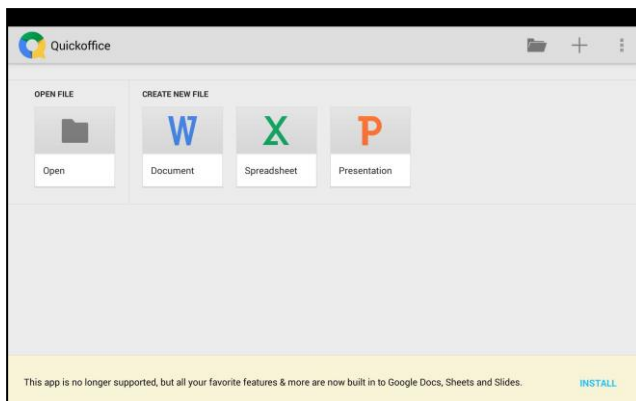 Quickoffice
OPEN FILE
CREATE NEW FILE
W
X
P
Open
Document
Spreadsheet
Presentation
This app is no longer supported, but all your favorite features & more are now built in to Google Docs, Sheets and Slides.
INSTALL